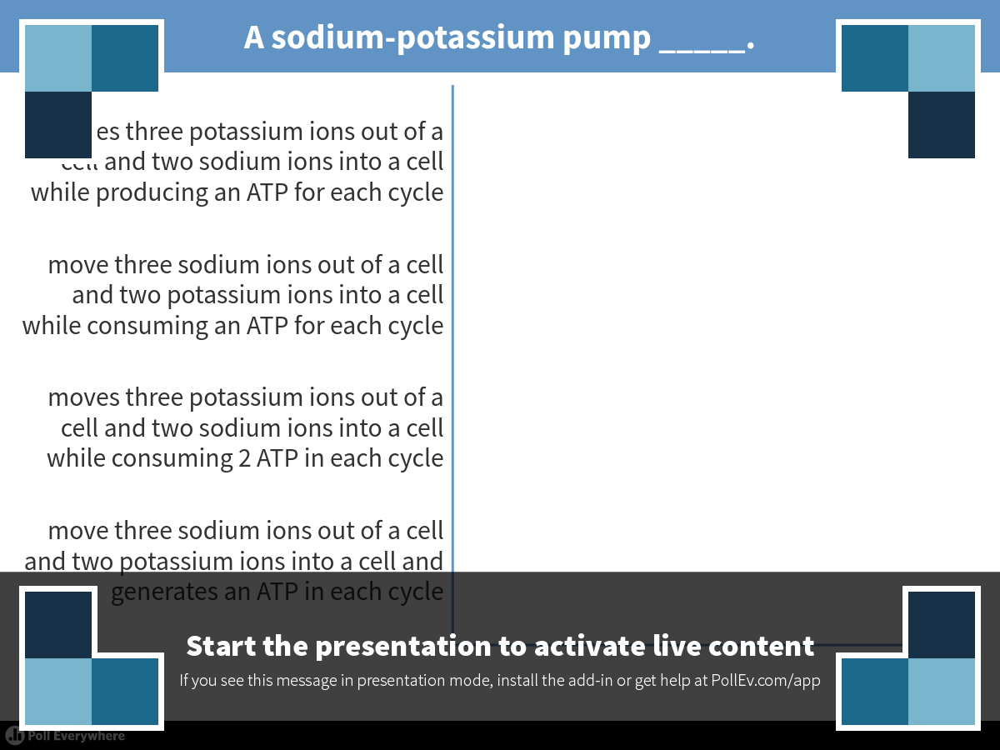 A sodium-potassium pump _____.
es three potassium ions out of a
cell and two sodium ions into a cell
while producing an ATP for each cycle
move three sodium ions out of a cell
and two potassium ions into a cell
while consuming an ATP for each cycle
moves three potassium ions out of a
cell and two sodium ions into a cell
while consuming 2 ATP in each cycle
move three sodium ions out of a cell
and two potassium ions into a cell and
generates an ATP in each cycle
Start the presentation to activate live content
If you see this message in presentation mode, install the add-in or get help at PollEv.com/app
Poll Everywhere